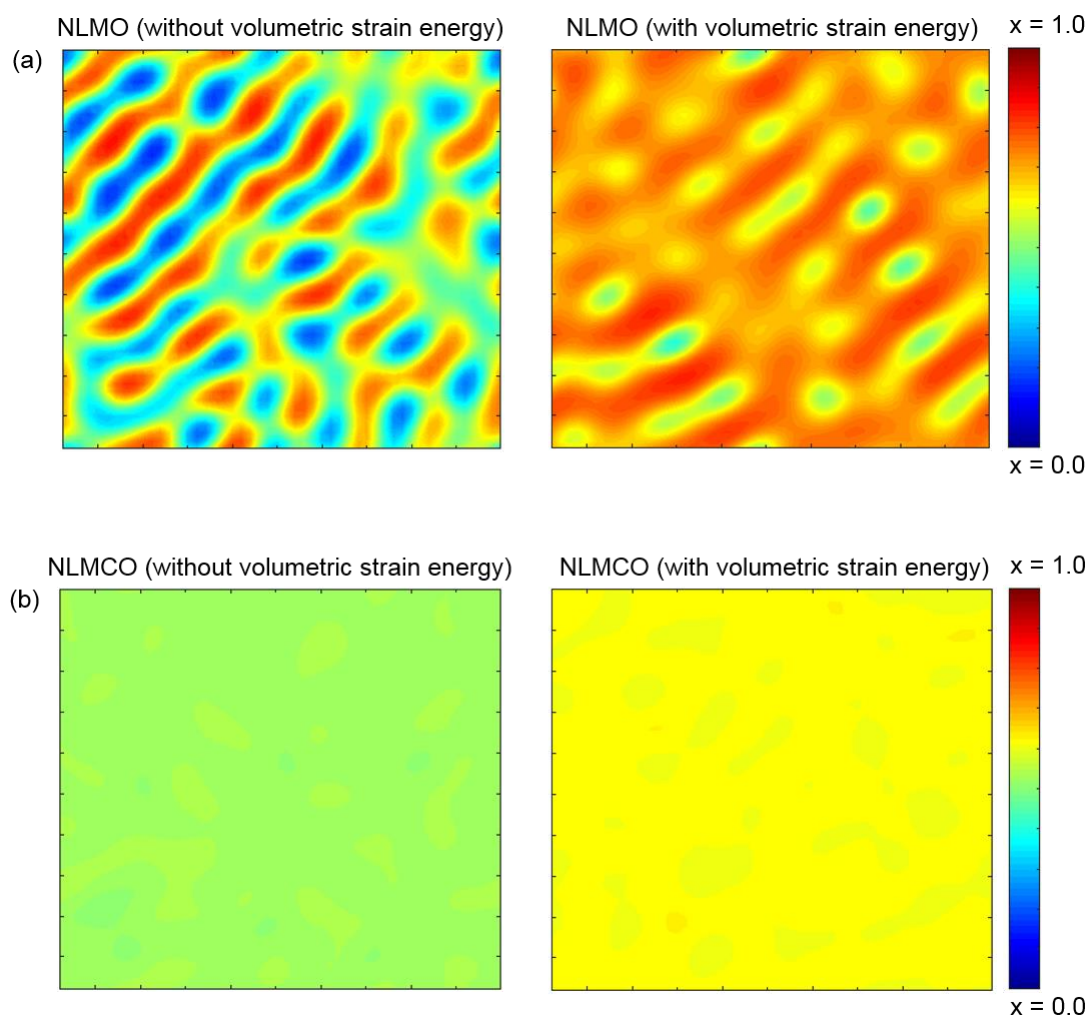 NLMO (without volumetric strain energy)
NLMO (with volumetric strain energy)
x = 1.0
(a)
x = 0.0
NLMCO (without volumetric strain energy)
NLMCO (with volumetric strain energy)
x = 1.0
(b)
x = 0.0